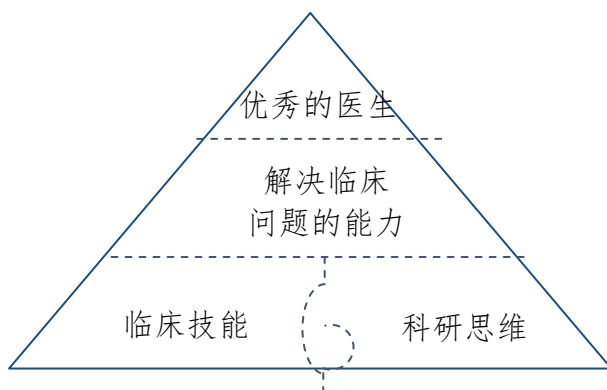 优秀的医生
解决临床
问题的能力
临床技能
科研思维